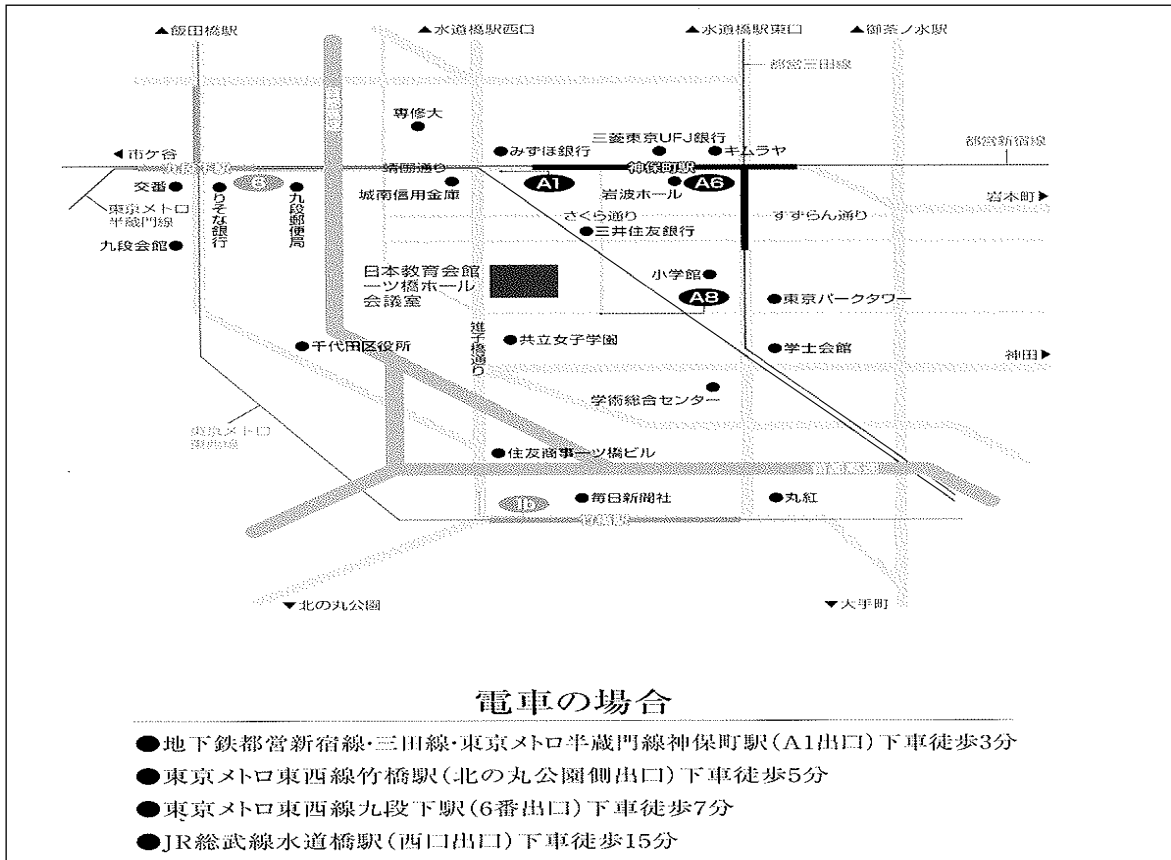 ▲飯田橋駅
▲水道橋駅西口
▲水道橋駅東口
▲御茶ノ水駅
都営三田線
専修大
三菱東京UFJ銀行
都営新宿線
◀市ケ谷
九段下駅
靖国通り
●みずほ銀行
神保町駅
キムラヤ
交番
6
城南信用金庫
A1
岩波ホール
A6
岩本町▶
東京メトロ
半蔵門線
りそな銀行
九段郵便局
さくら通り
すずらん通り
●三井住友銀行
九段会館
日本教育会館
一ツ橋ホール
会議室
小学館
A8
●東京パークタワー
●千代田区役所
●共立女子学園
●学士会館
神田▶
学術総合センター
東京メトロ
東西線
●住友商事一ツ橋ビル
1b
●毎日新聞社
●丸紅
竹橋駅
▼北の丸公園
▼大手町
電車の場合
●地下鉄都営新宿線・三田線・東京メトロ半蔵門線神保町駅(A1出口)下車徒歩3分
●東京メトロ東西線竹橋駅(北の丸公園側出口)下車徒歩5分
●東京メトロ東西線九段下駅(6番出口)下車徒歩7分
●JR総武線水道橋駅(西口出口)下車徒歩15分